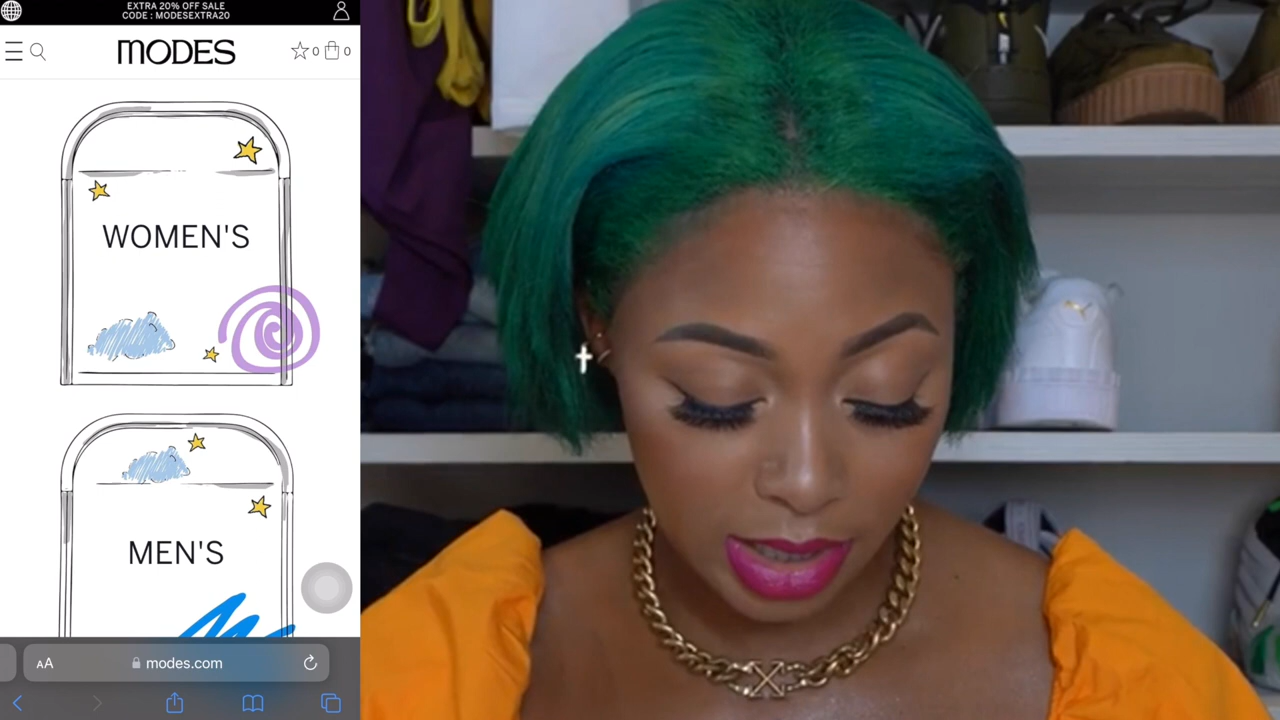 EXTRA 20% OFF SALE
CODE : MODESEXTRA20
MODES
0 0
WOMEN'S
MEN'S
AA modes.com